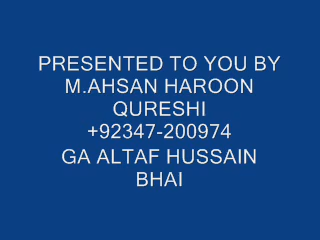 PRESENTED TO YOU BY
M.AHSAN HAROON
QURESHI
+92347-200974
GA ALTAF HUSSAIN
BHAI